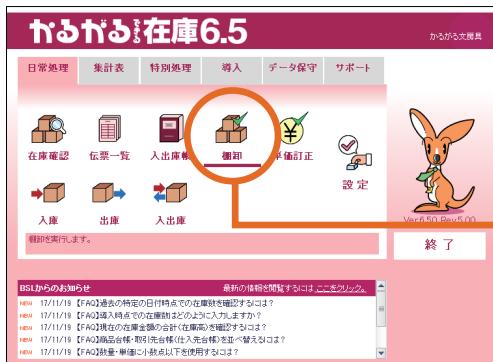 かるがるできる在庫6.5
かるがる文房具
日常処理 集計表 特別処理 導入 データ保守 サポート
在庫確認 伝票一覧 入出庫帳 棚卸 単価訂正
設定
入庫 出庫 入出庫
Ver6.50 Rev5.00
棚卸を実行します。
終了
BSLからのお知らせ 最新の情報を閲覧するには、ここをクリック。
NEW 17/11/19 【FAQ】過去の特定の日付時点での在庫数を確認するには?
NEW 17/11/19 【FAQ】導入時点での在庫数はどのように入力しますか?
NEW 17/11/19 【FAQ】現在の在庫金額の合計(在庫高)を確認するには?
NEW 17/11/19 【FAQ】商品台帳・取引先台帳(仕入先台帳)を並べ替えるには?
NEW 17/11/19 【FAQ】数量・単価に小数点以下を使用するには?